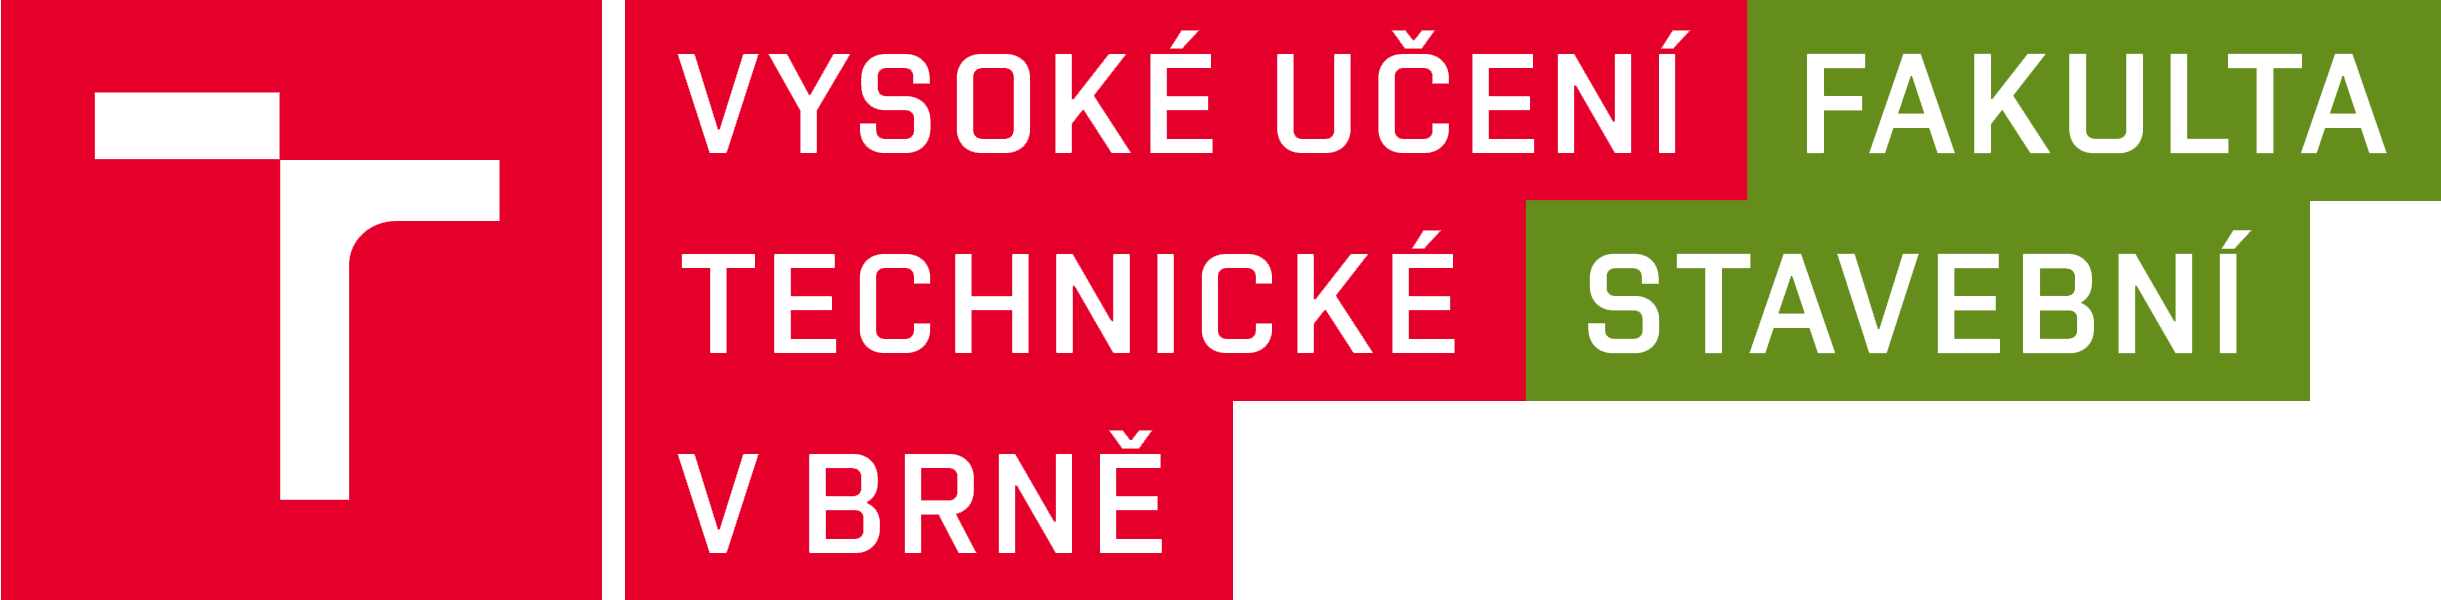 VYSOKÉ UČENÍ FAKULTA
TECHNICKÉ STAVEBNÍ
V BRNĚ